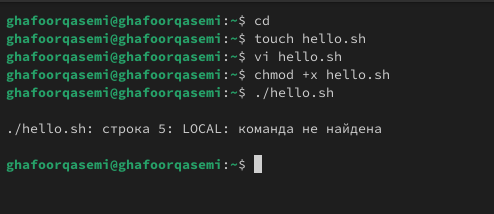 ghafoorqasemi@ghafoorqasemi:~$ cd
ghafoorqasemi@ghafoorqasemi:~$ touch hello.sh
ghafoorqasemi@ghafoorqasemi:~$ vi hello.sh
ghafoorqasemi@ghafoorqasemi:~$ chmod +x hello.sh
ghafoorqasemi@ghafoorqasemi:~$ ./hello.sh
./hello.sh: строка 5: LOCAL: команда не найдена
ghafoorqasemi@ghafoorqasemi:~$